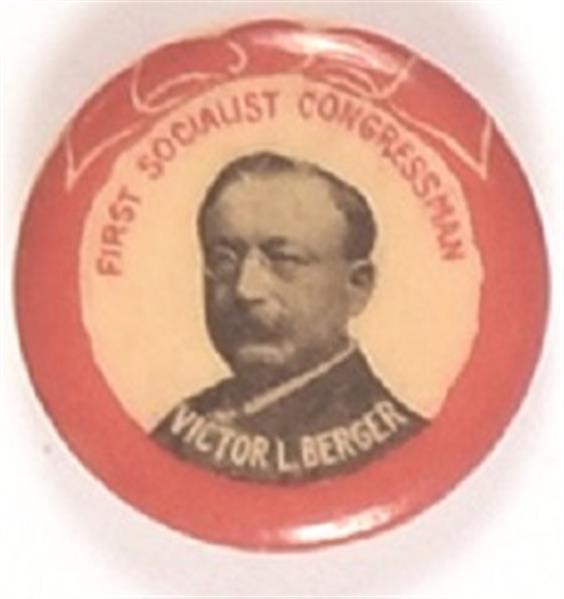 FIRST SOCIALIST CONGRESSMAN
VICTOR L. BERGER